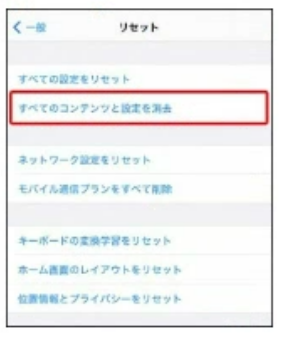 一般
リセット
すべての設定をリセット
すべてのコンテンツと設定を消去
ネットワーク設定をリセット
モバイル通信プランをすべて削除
キーボードの変換学習をリセット
ホーム画面のレイアウトをリセット
位置情報とプライバシーをリセット